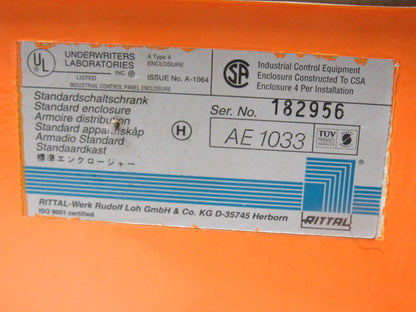 UL
UNDERWRITERS
LABORATORIES
INC.®
LISTED
A Type 4
ENCLOSURE
ISSUE No. A-1064
INDUSTRIAL CONTROL PANEL ENCLOSURE
SA
Industrial Control Equipment
Enclosure Constructed To CSA
Enclosure 4 Per Installation
Standardschaltschrank
Standard enclosure
Armoire distribution
Standard apparatskåp
Armadio Standard
Standaardkast
標準エンクロージャー
H
Ser. No. 182956
AE 1033
TÜV
RITTAL
RITTAL-Werk Rudolf Loh GmbH & Co. KG D-35745 Herborn
ISO 9001 certified